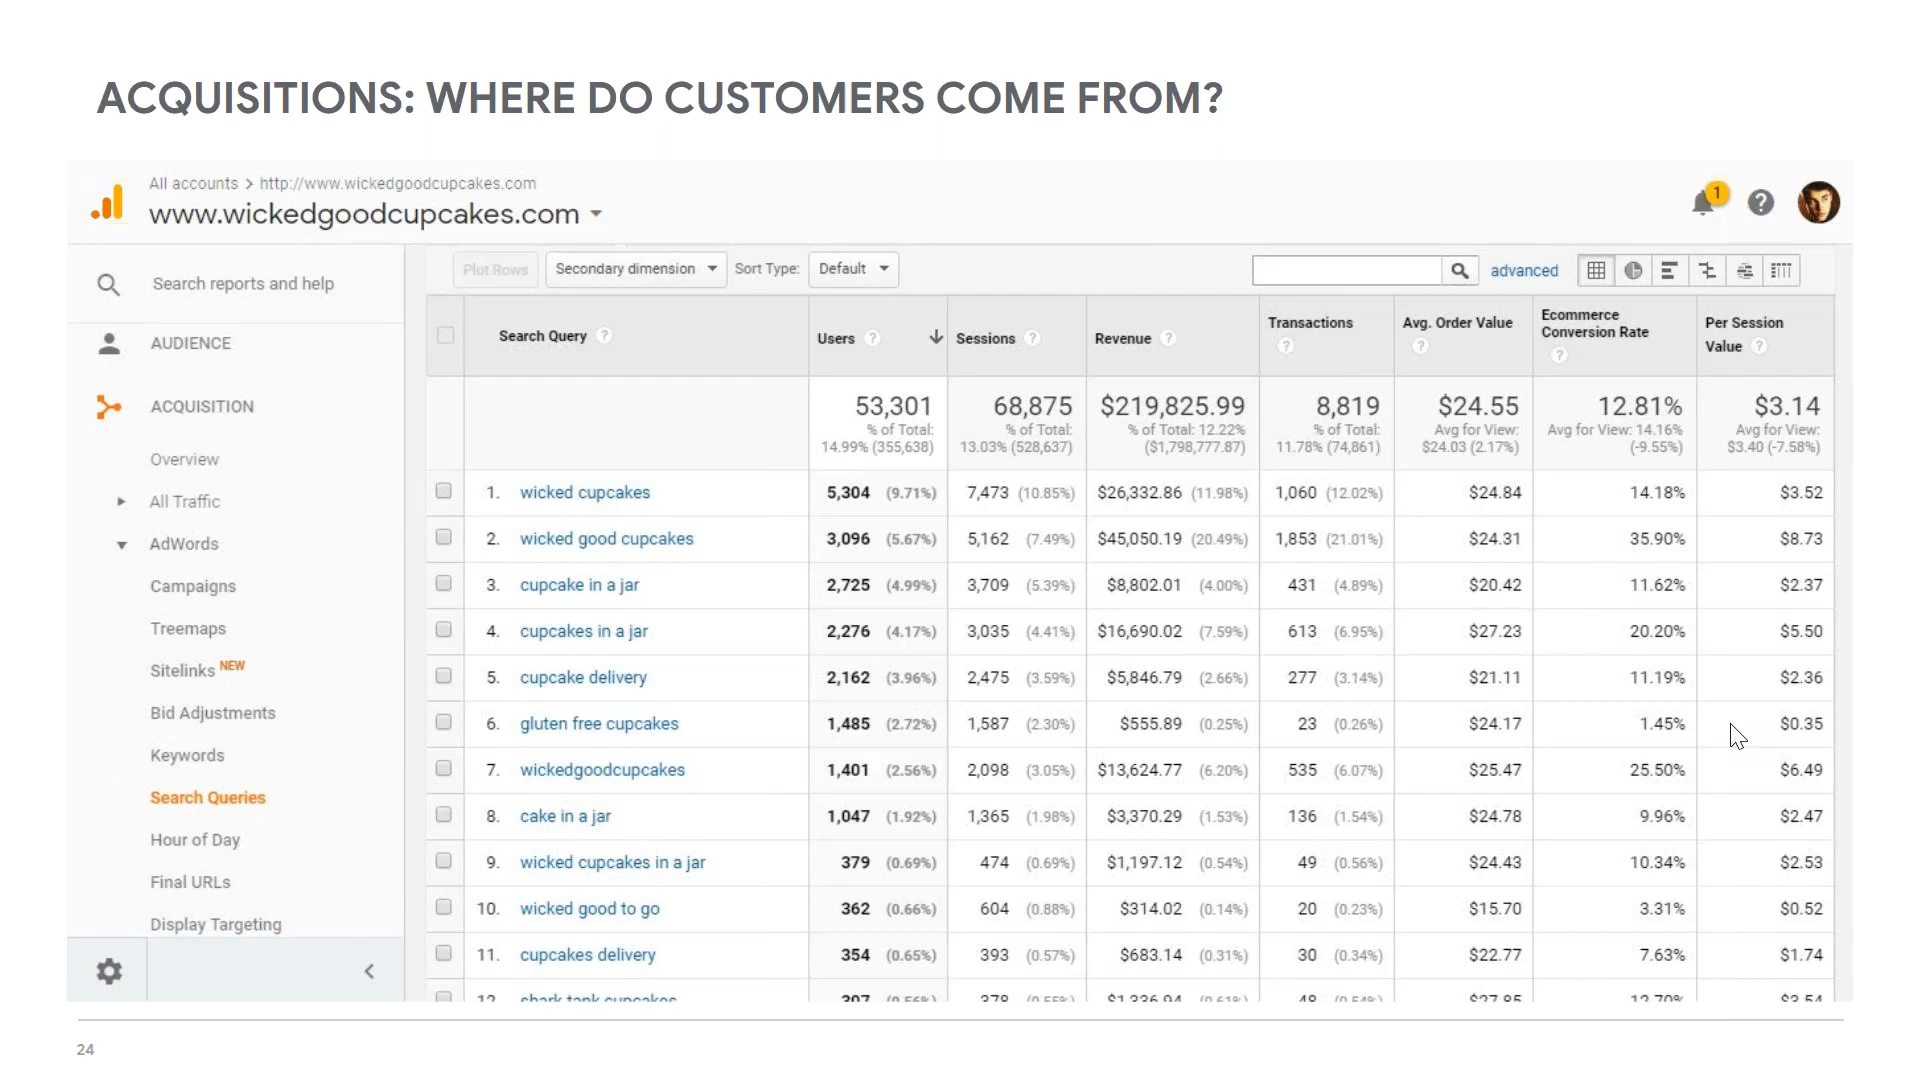 ACQUISITIONS: WHERE DO CUSTOMERS COME FROM?
All accounts > http://www.wickedgoodcupcakes.com
www.wickedgoodcupcakes.com
1
Search reports and help
AUDIENCE
ACQUISITION
Overview
All Traffic
AdWords
Campaigns
Treemaps
Sitelinks NEW
Bid Adjustments
Keywords
Search Queries
Hour of Day
Final URLs
Display Targeting
Plot Rows Secondary dimension Sort Type: Default advanced
Search Query Users Sessions Revenue Transactions Avg. Order Value Ecommerce Conversion Rate Per Session Value
53,301 68,875 $219,825.99 8,819 $24.55 12.81% $3.14
% of Total: % of Total: % of Total: 12.22% % of Total: Avg for View: Avg for View: 14.16% Avg for View:
14.99% (355,638) 13.03% (528,637) ($1,798,777.87) 11.78% (74,861) $24.03 (2.17%) (-9.55%) $3.40 (-7.58%)
1. wicked cupcakes 5,304 (9.71%) 7,473 (10.85%) $26,332.86 (11.98%) 1,060 (12.02%) $24.84 14.18% $3.52
2. wicked good cupcakes 3,096 (5.67%) 5,162 (7.49%) $45,050.19 (20.49%) 1,853 (21.01%) $24.31 35.90% $8.73
3. cupcake in a jar 2,725 (4.99%) 3,709 (5.39%) $8,802.01 (4.00%) 431 (4.89%) $20.42 11.62% $2.37
4. cupcakes in a jar 2,276 (4.17%) 3,035 (4.41%) $16,690.02 (7.59%) 613 (6.95%) $27.23 20.20% $5.50
5. cupcake delivery 2,162 (3.96%) 2,475 (3.59%) $5,846.79 (2.66%) 277 (3.14%) $21.11 11.19% $2.36
6. gluten free cupcakes 1,485 (2.72%) 1,587 (2.30%) $555.89 (0.25%) 23 (0.26%) $24.17 1.45% $0.35
7. wickedgoodcupcakes 1,401 (2.56%) 2,098 (3.05%) $13,624.77 (6.20%) 535 (6.07%) $25.47 25.50% $6.49
8. cake in a jar 1,047 (1.92%) 1,365 (1.98%) $3,370.29 (1.53%) 136 (1.54%) $24.78 9.96% $2.47
9. wicked cupcakes in a jar 379 (0.69%) 474 (0.69%) $1,197.12 (0.54%) 49 (0.56%) $24.43 10.34% $2.53
10. wicked good to go 362 (0.66%) 604 (0.88%) $314.02 (0.14%) 20 (0.23%) $15.70 3.31% $0.52
11. cupcakes delivery 354 (0.65%) 393 (0.57%) $683.14 (0.31%) 30 (0.34%) $22.77 7.63% $1.74
12. shark tank cupcakes
24